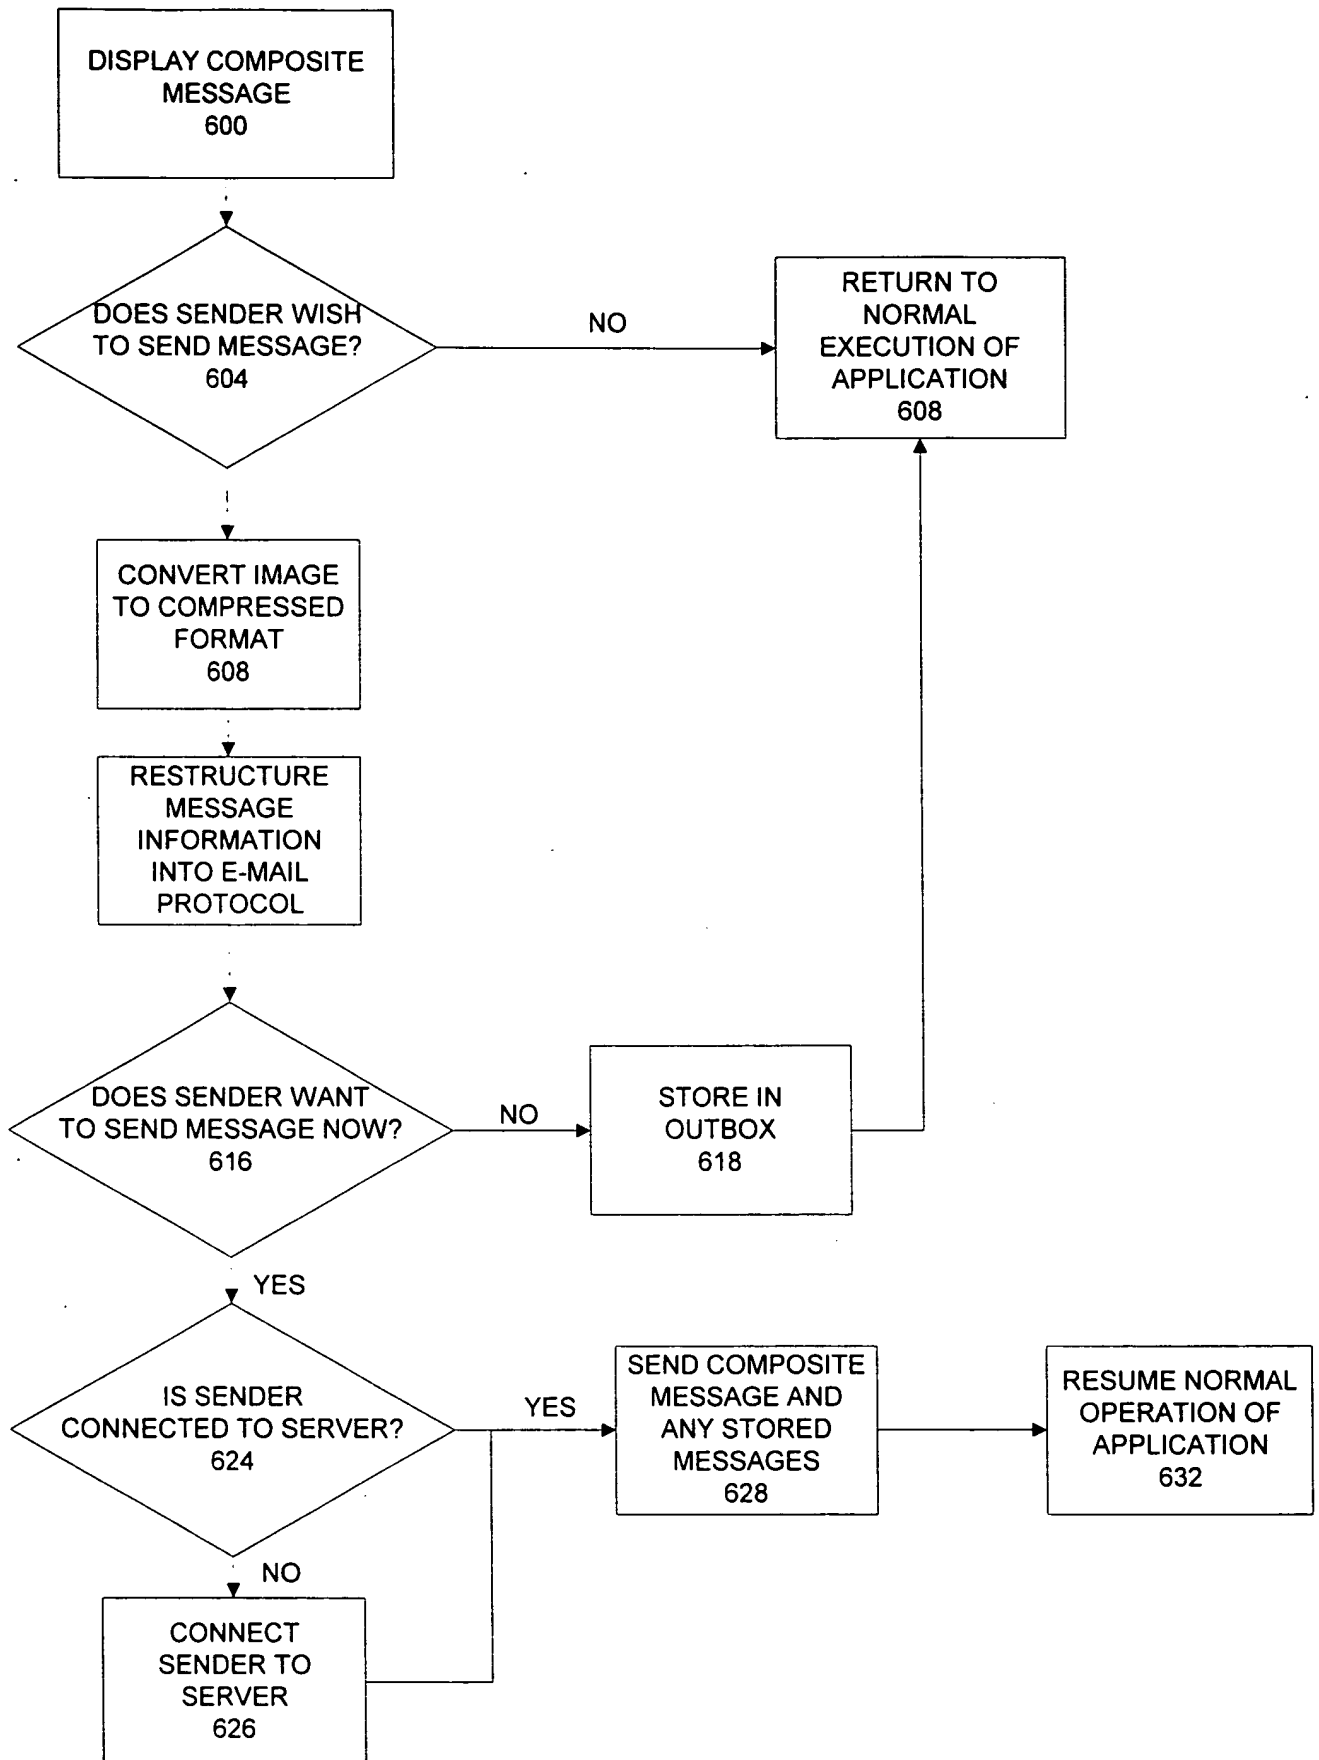 DISPLAY COMPOSITE
MESSAGE
600
DOES SENDER WISH
TO SEND MESSAGE?
604
NO
RETURN TO
NORMAL
EXECUTION OF
APPLICATION
608
CONVERT IMAGE
TO COMPRESSED
FORMAT
608
RESTRUCTURE
MESSAGE
INFORMATION
INTO E-MAIL
PROTOCOL
DOES SENDER WANT
TO SEND MESSAGE NOW?
616
NO
STORE IN
OUTBOX
618
YES
IS SENDER
CONNECTED TO SERVER?
624
YES
SEND COMPOSITE
MESSAGE AND
ANY STORED
MESSAGES
628
RESUME NORMAL
OPERATION OF
APPLICATION
632
NO
CONNECT
SENDER TO
SERVER
626